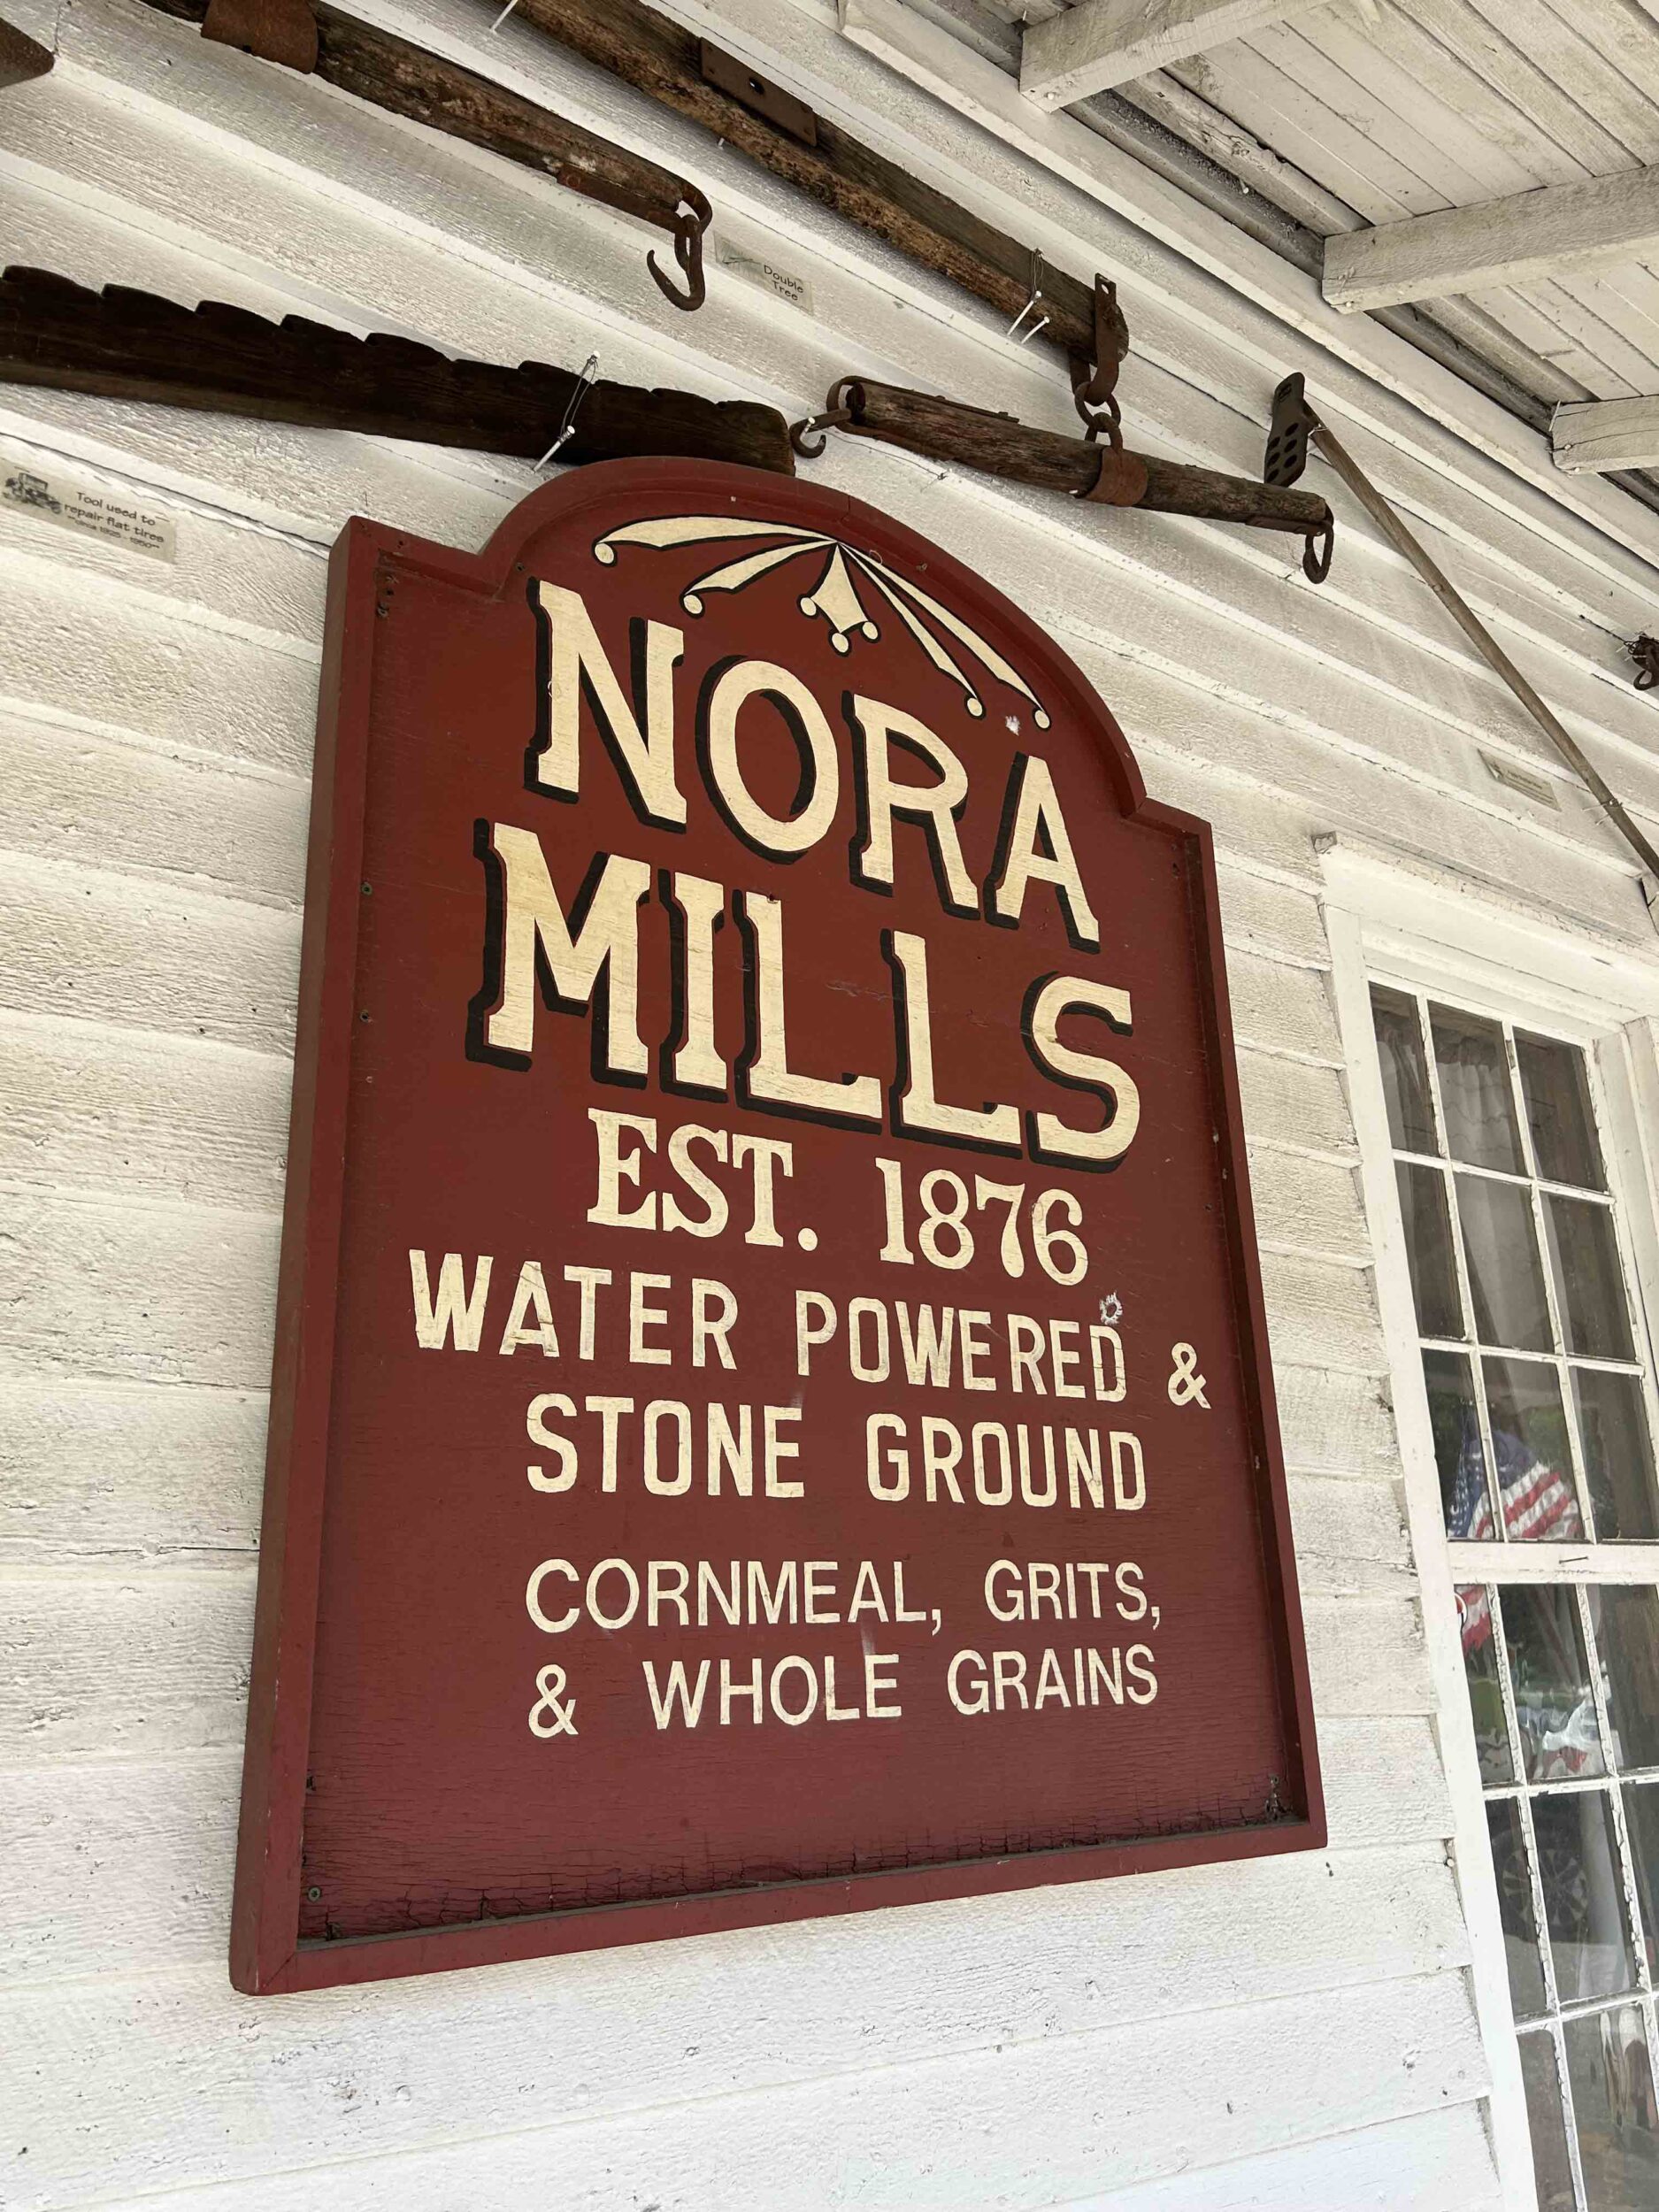 Double
Tree
Tool used to
repair flat tires
NORA
MILLS
EST. 1876
WATER POWERED &
STONE GROUND
CORNMEAL, GRITS,
& WHOLE GRAINS